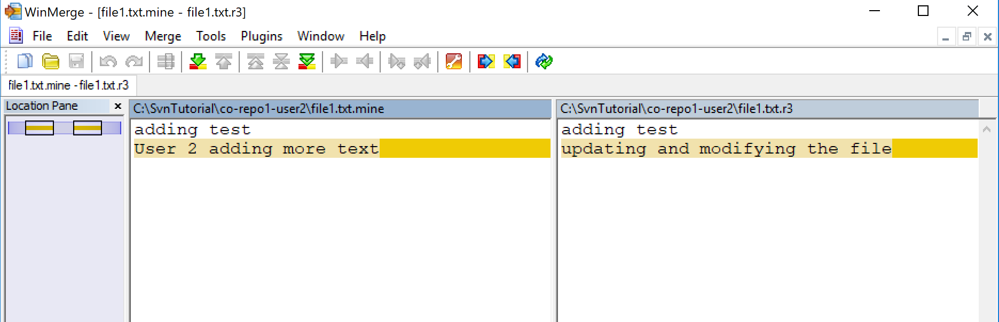 WinMerge - [file1.txt.mine - file1.txt.r3]
File Edit View Merge Tools Plugins Window Help
file1.txt.mine - file1.txt.r3
Location Pane
C:\SvnTutorial\co-repo1-user2\file1.txt.mine
adding test
User 2 adding more text
C:\SvnTutorial\co-repo1-user2\file1.txt.r3
adding test
updating and modifying the file